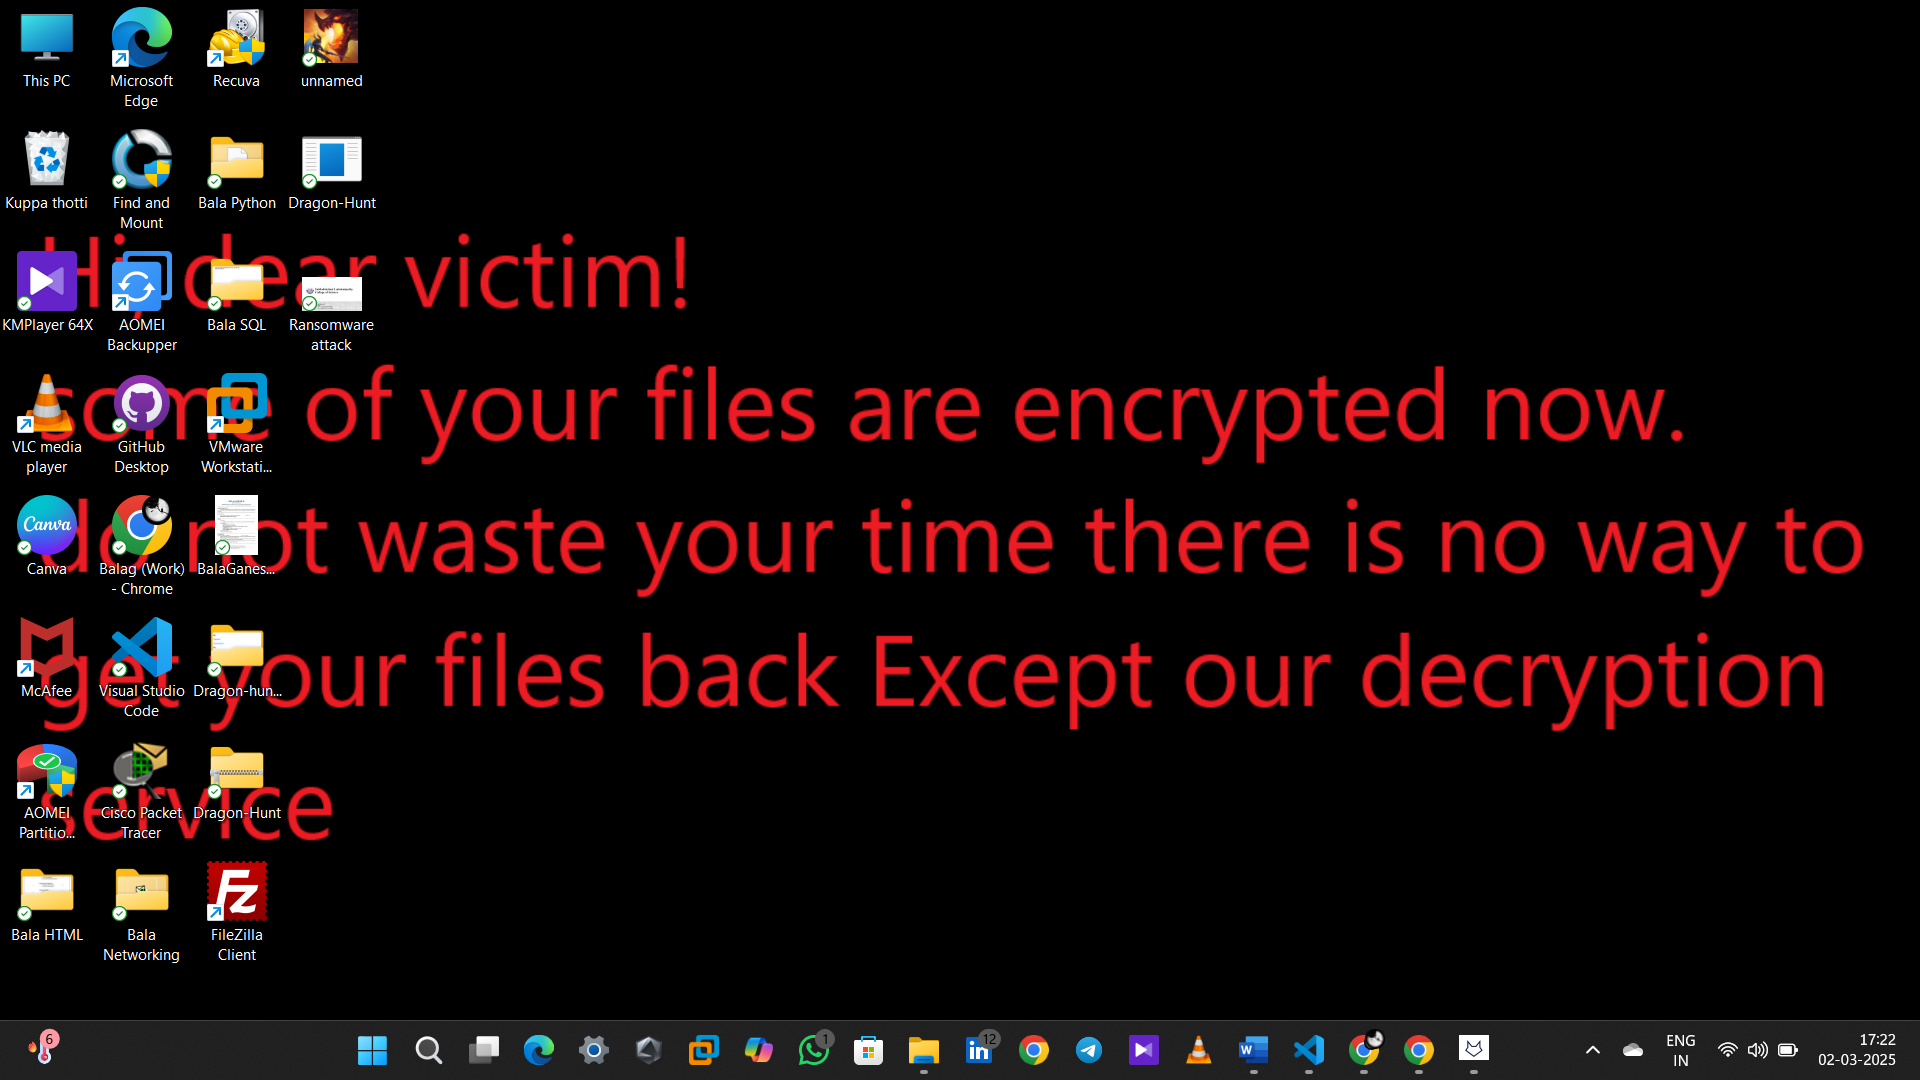 This PC
Microsoft
Edge
Recuva
unnamed
Kuppa thotti
Find and
Mount
Bala Python
Dragon-Hunt
KMPlayer 64X
AOMEI
Backupper
Bala SQL
Ransomware
attack
VLC media
player
GitHub
Desktop
VMware
Workstati...
Canva
Canva
Balag (Work)
- Chrome
BalaGanes...
McAfee
Visual Studio
Code
Dragon-hun...
AOMEI
Partitio...
Cisco Packet
Tracer
Dragon-Hunt
Bala HTML
Bala
Networking
Fz
FileZilla
Client
Hi, dear victim!
some of your files are encrypted now.
do not waste your time there is no way to
get your files back Except our decryption
service
6
1
in
12
W
ENG
IN
17:22
02-03-2025